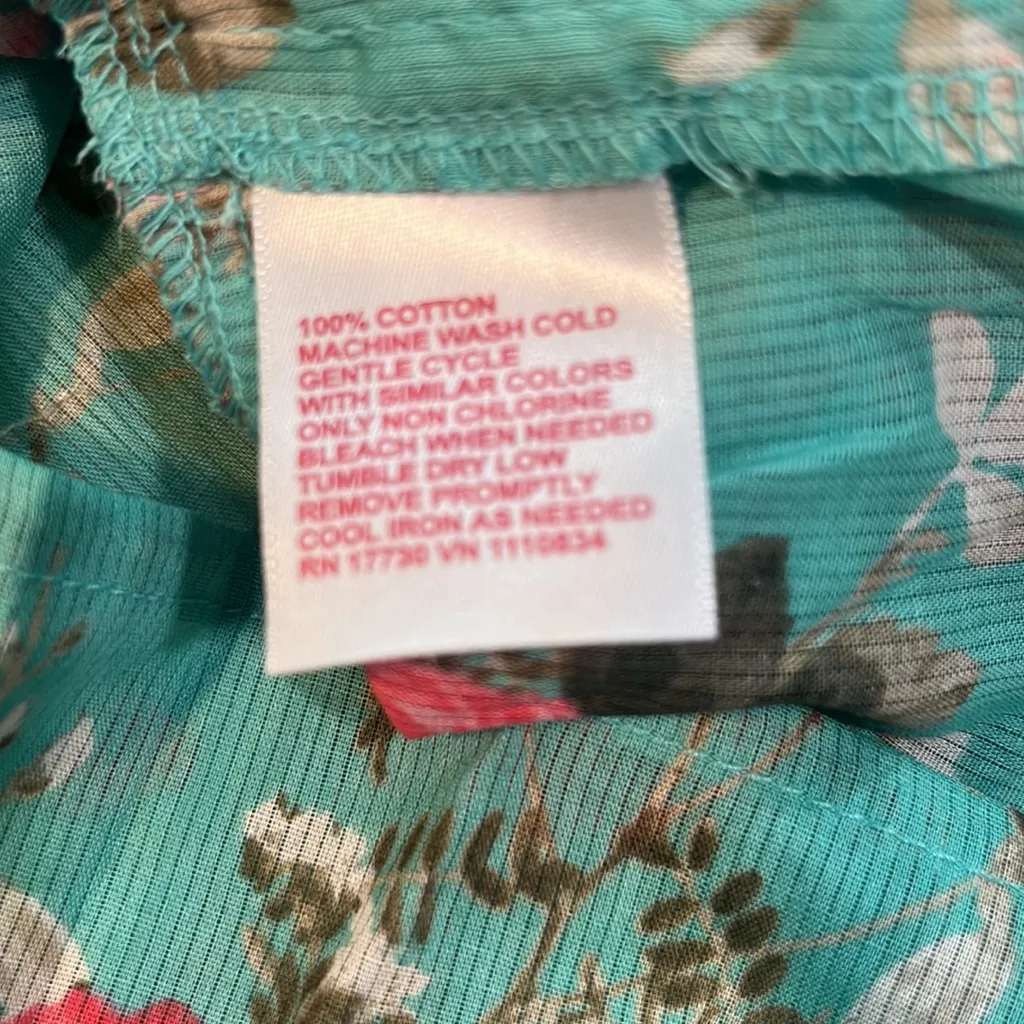 100% COTTON
MACHINE WASH COLD
GENTLE CYCLE
WITH SIMILAR COLORS
ONLY NON CHLORINE
BLEACH WHEN NEEDED
TUMBLE DRY LOW
REMOVE PROMPTLY
COOL IRON AS NEEDED
RN 17730 VN 1110834